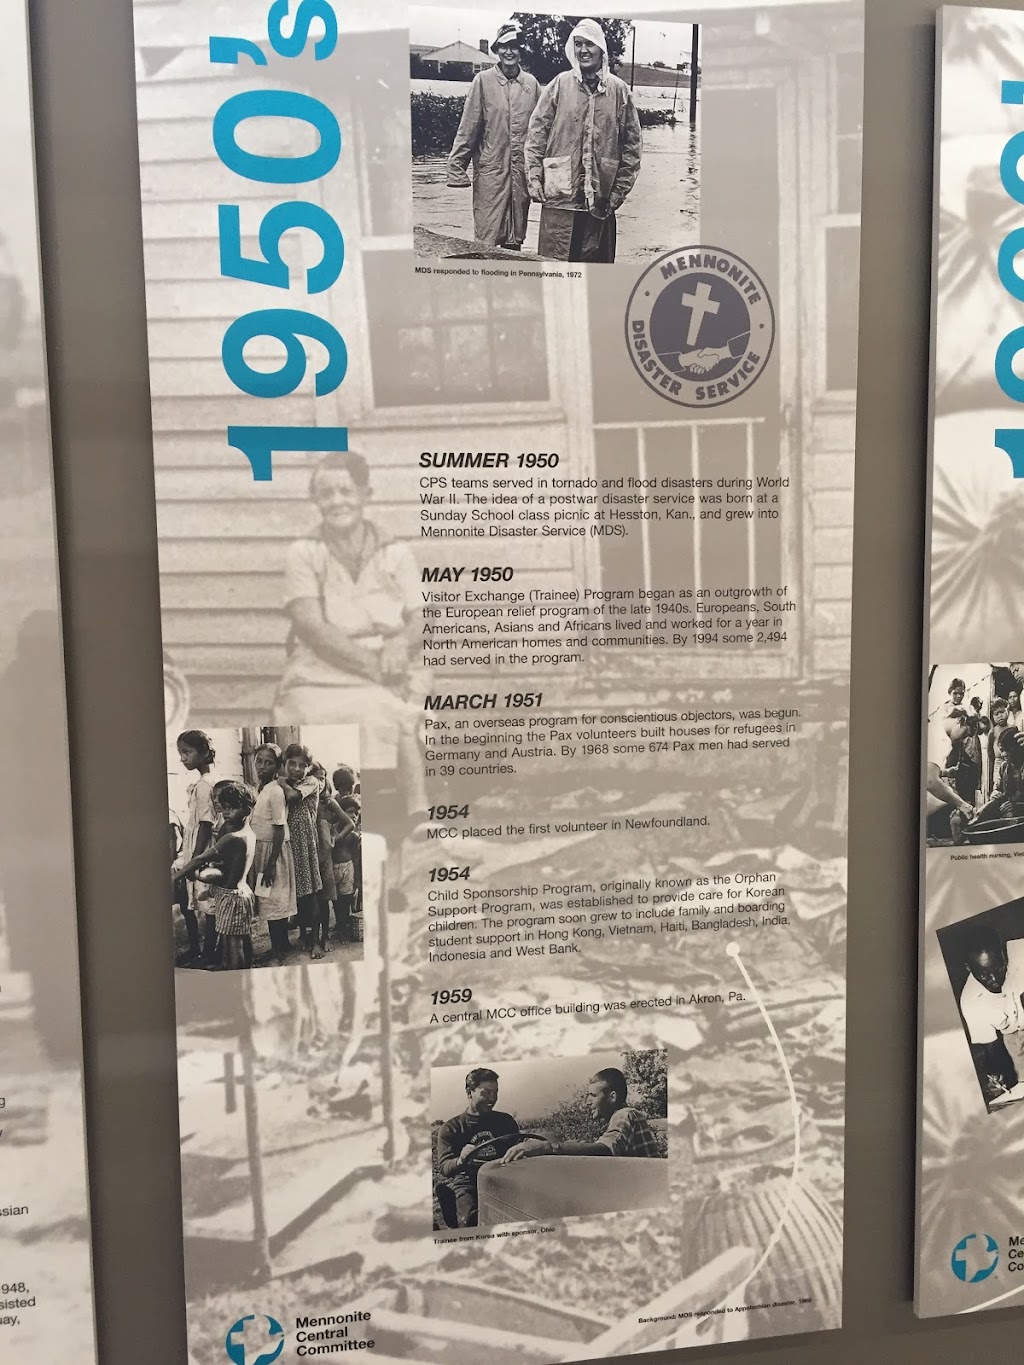 1950's
MDS responded to flooding in Pennsylvania, 1972
MENNONITE
DISASTER SERVICE
SUMMER 1950
CPS teams served in tornado and flood disasters during World
War II. The idea of a postwar disaster service was born at a
Sunday School class picnic at Hesston, Kan., and grew into
Mennonite Disaster Service (MDS).
MAY 1950
Visitor Exchange (Trainee) Program began as an outgrowth of
the European relief program of the late 1940s. Europeans, South
Americans, Asians and Africans lived and worked for a year in
North American homes and communities. By 1994 some 2,494
had served in the program.
MARCH 1951
Pax, an overseas program for conscientious objectors, was begun.
In the beginning the Pax volunteers built houses for refugees in
Germany and Austria. By 1968 some 674 Pax men had served
in 39 countries.
1954
MCC placed the first volunteer in Newfoundland.
1954
Child Sponsorship Program, originally known as the Orphan
Support Program, was established to provide care for Korean
children. The program soon grew to include family and boarding
student support in Hong Kong, Vietnam, Haiti, Bangladesh, India,
Indonesia and West Bank.
1959
A central MCC office building was erected in Akron, Pa.
Trainee from Korea with sponsor, Ohio
Background: MDS responded to Appalachian disaster,
Mennonite
Central
Committee
Public health nursing,
Me
Ce
Co
ssian
948,
sisted
uay,